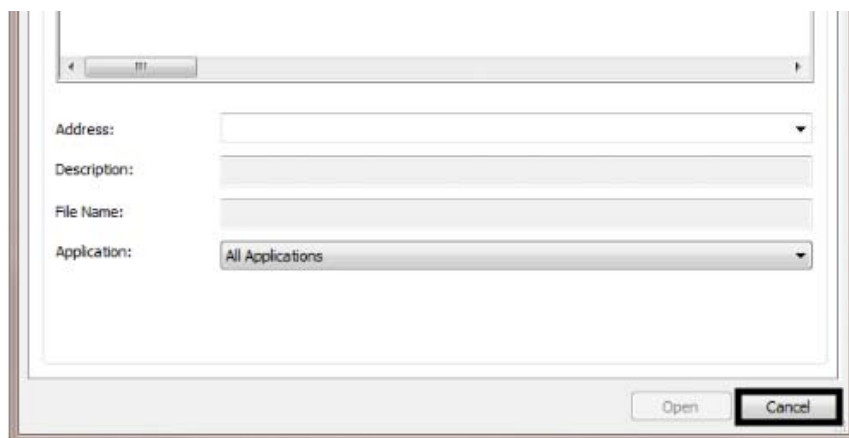 Address:
Description:
File Name:
Application: All Applications
Open Cancel